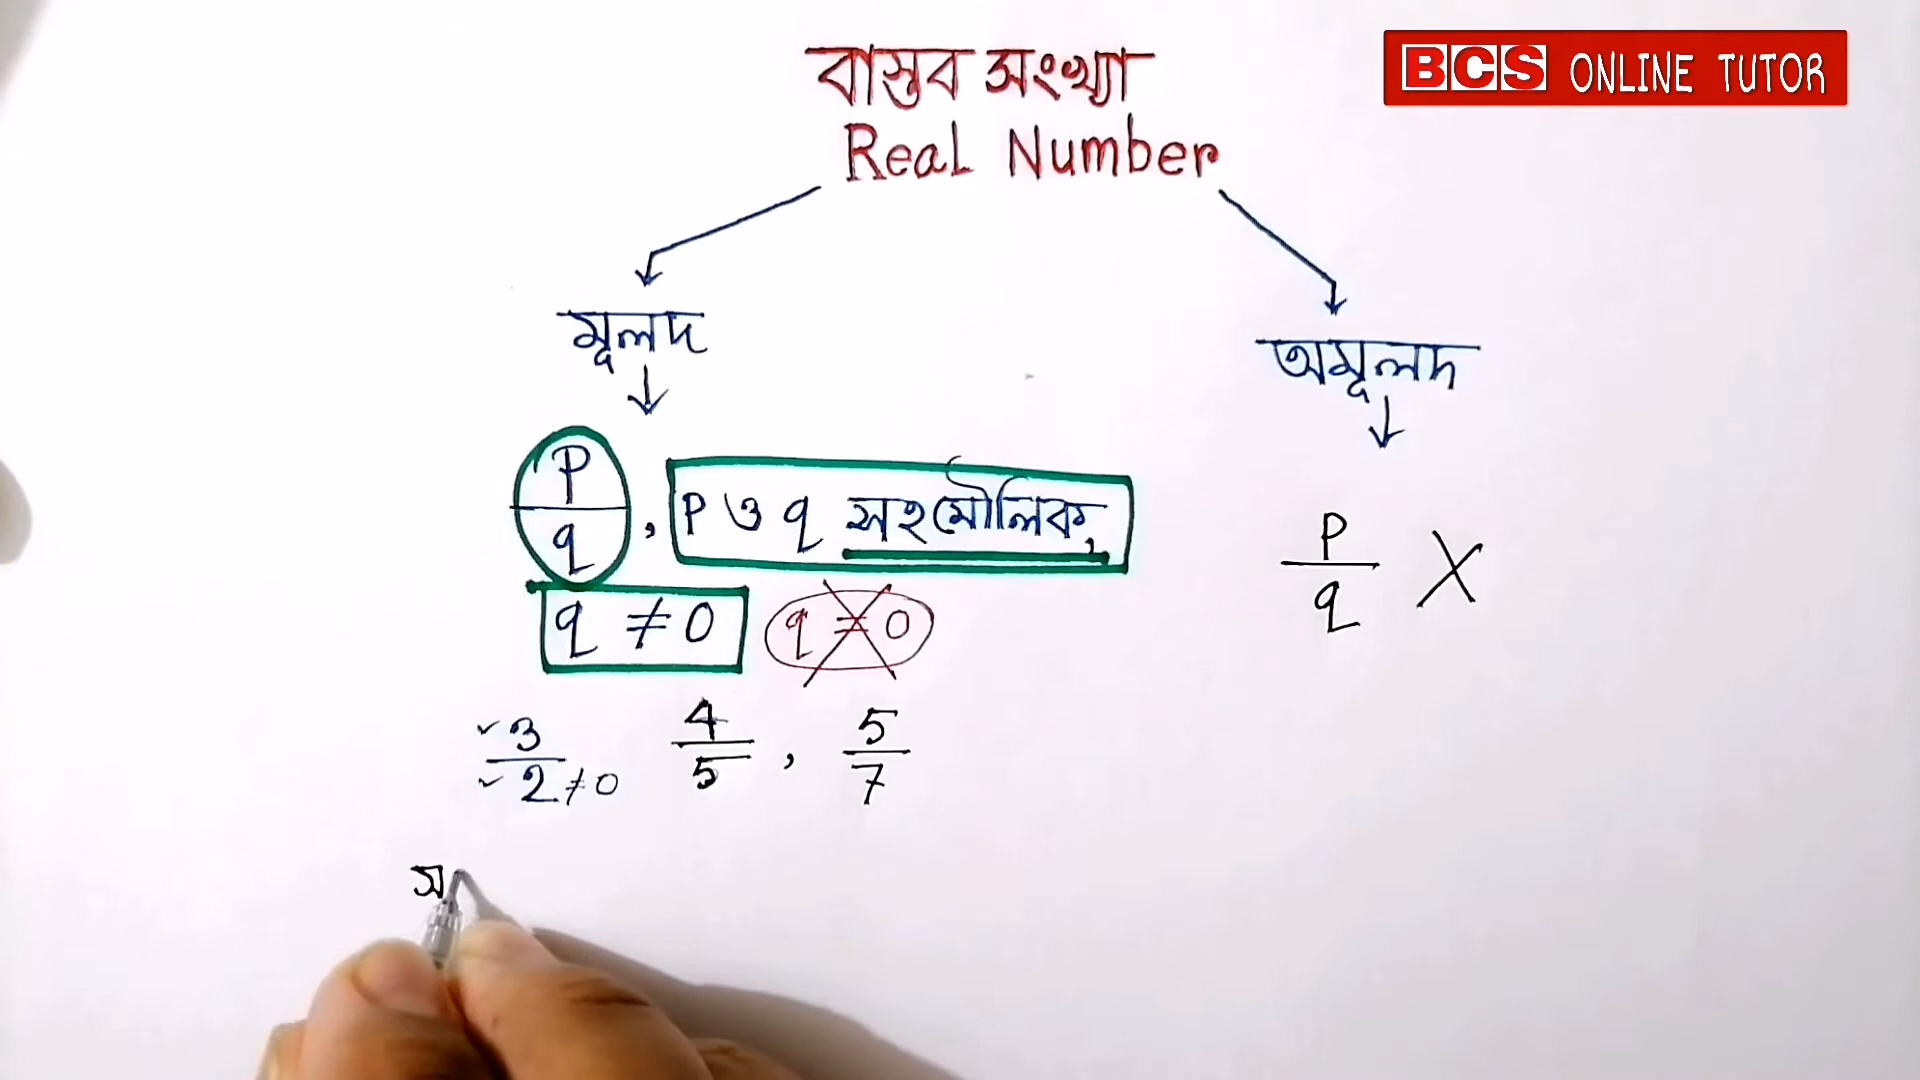 BCS ONLINE TUTOR
বাস্তব সংখ্যা
Real Number
মূলদ
অমূলদ
p/q, p ও q সহমৌলিক,
q ≠ 0 q = 0
p/q X
3/2 ≠ 0 4/5, 5/7
স